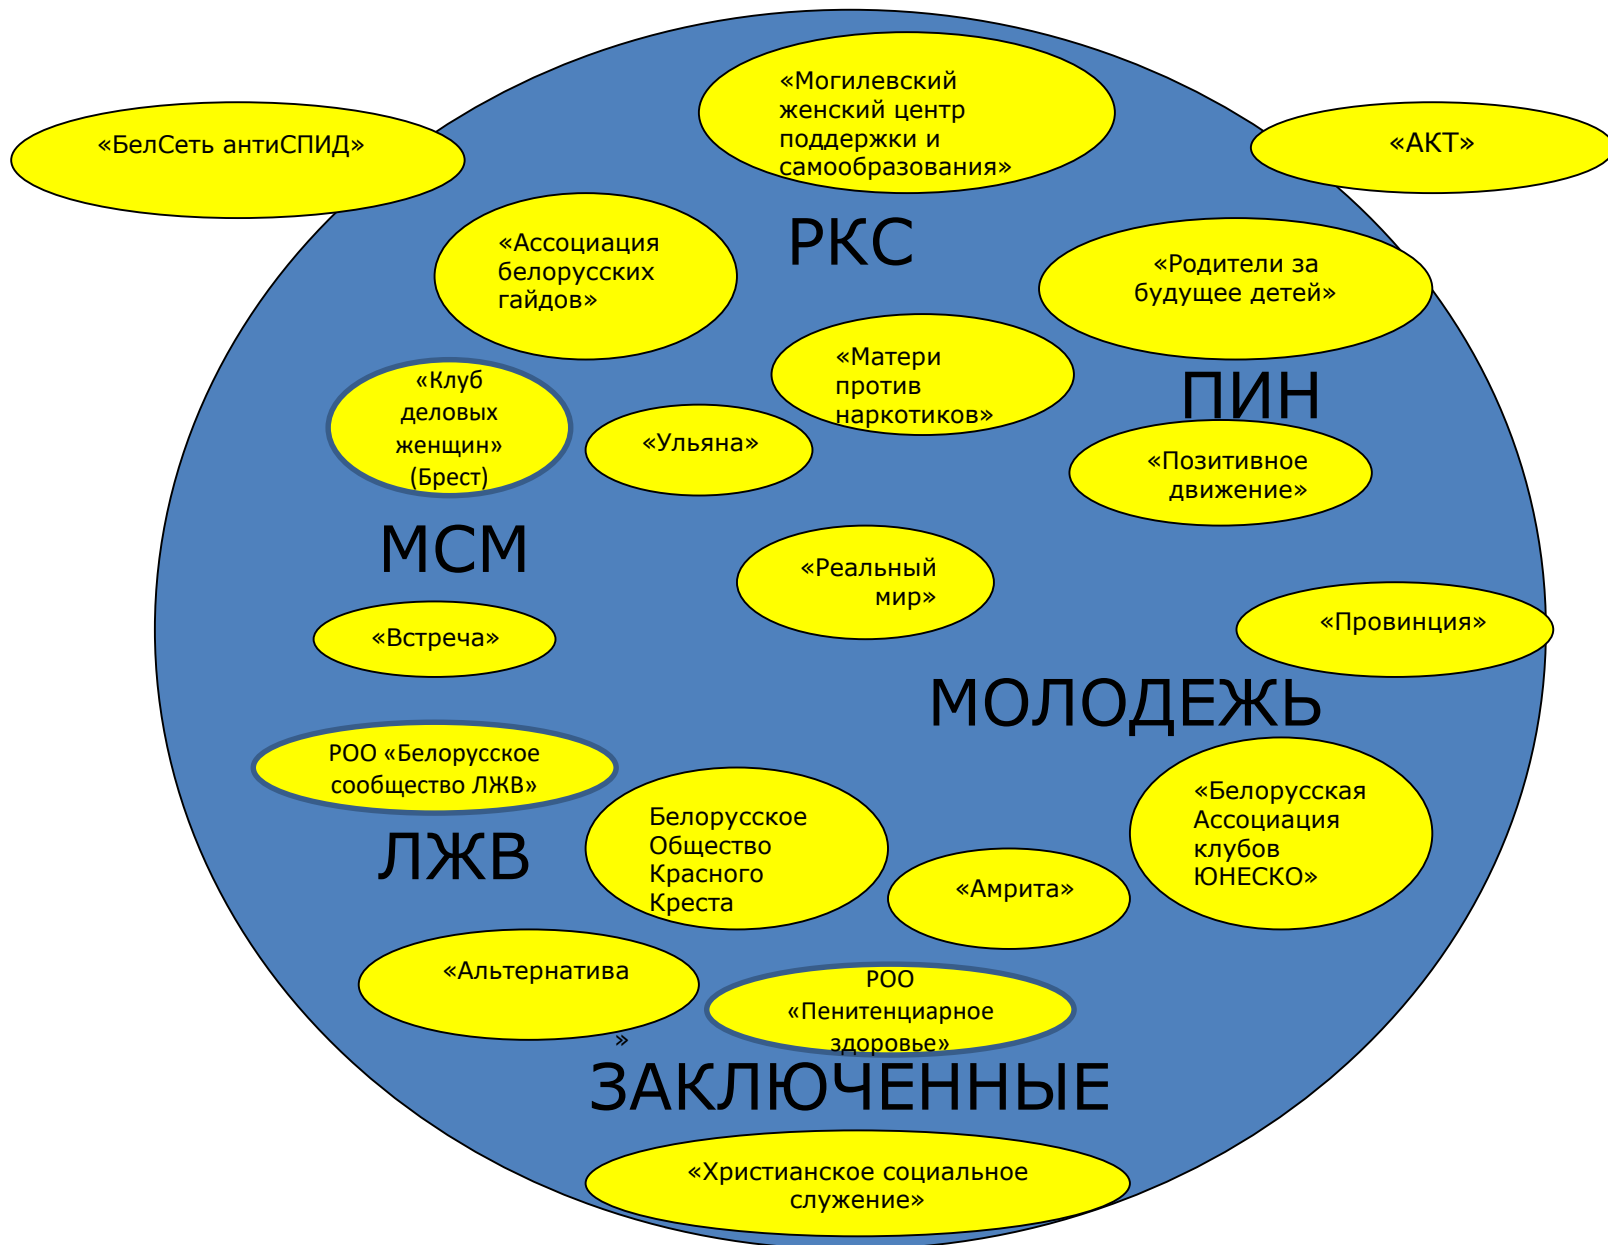 «Могилевский
женский центр
поддержки и
самообразования»
«БелСеть антиСПИД»
«АКТ»
РКС
«Ассоциация
белорусских
гайдов»
«Родители за
будущее детей»
«Матери
против
наркотиков»
ПИН
«Клуб
деловых
женщин»
(Брест)
«Ульяна»
«Позитивное
движение»
МСМ
«Реальный
мир»
«Встреча»
«Провинция»
МОЛОДЕЖЬ
РОО «Белорусское
сообщество ЛЖВ»
ЛЖВ
Белорусское
Общество
Красного
Креста
«Белорусская
Ассоциация
клубов
ЮНЕСКО»
«Амрита»
«Альтернатива
»
РОО
«Пенитенциарное
здоровье»
ЗАКЛЮЧЕННЫЕ
«Христианское социальное
служение»